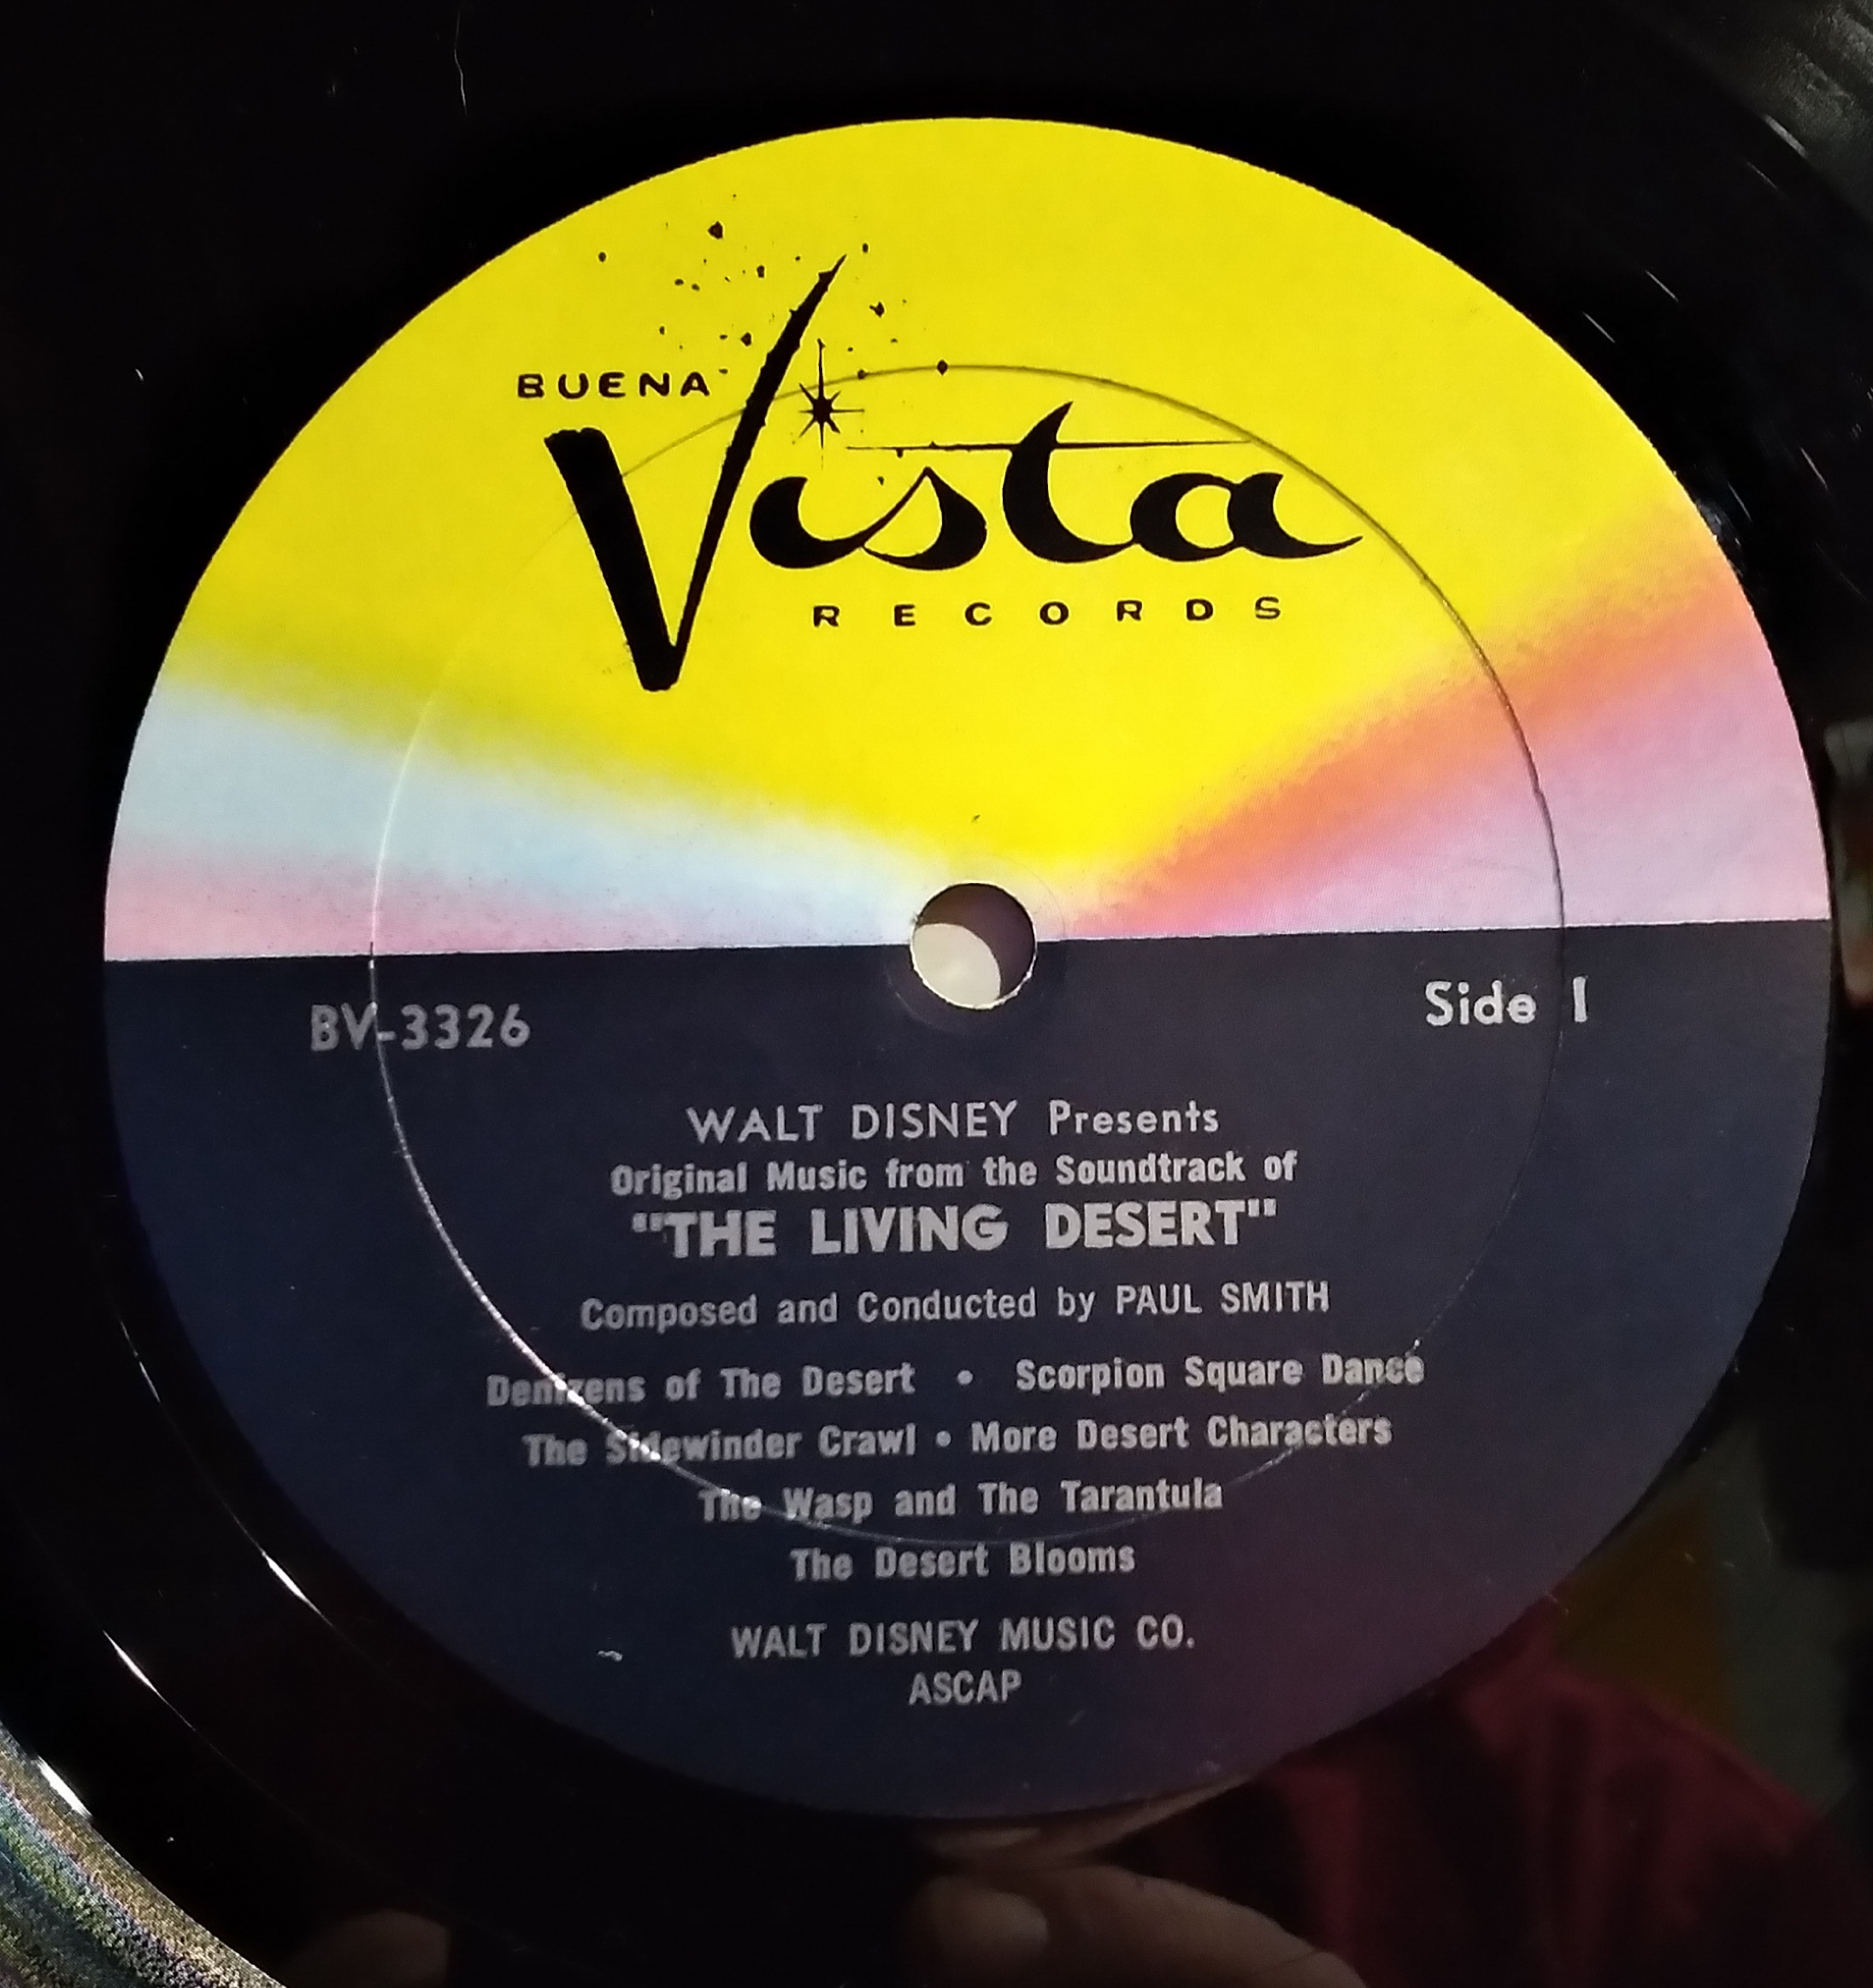 BUENA
Vista
RECORDS
BV-3326
Side 1
WALT DISNEY Presents
Original Music from the Soundtrack of
"THE LIVING DESERT"
Composed and Conducted by PAUL SMITH
Denizens of The Desert • Scorpion Square Dance
The Sidewinder Crawl • More Desert Characters
The Wasp and The Tarantula
The Desert Blooms
WALT DISNEY MUSIC CO.
ASCAP